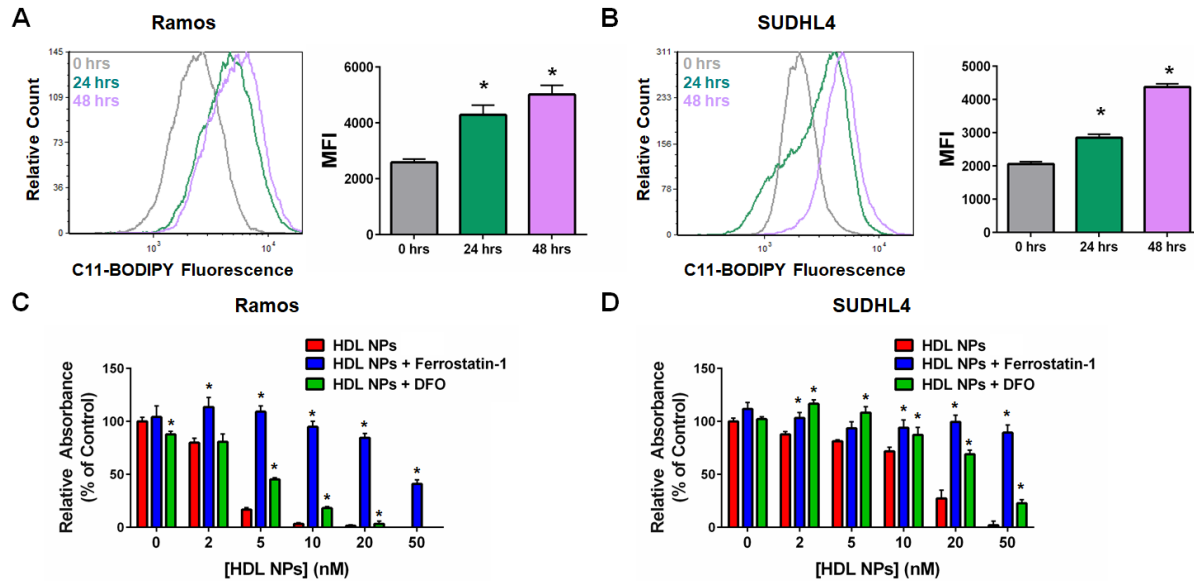 A
Ramos
0 hrs
24 hrs
48 hrs
Relative Count
145
109
73
36
0
10³
10⁴
C11-BODIPY Fluorescence
MFI
6000
4000
2000
0
*
*
0 hrs
24 hrs
48 hrs
B
SUDHL4
0 hrs
24 hrs
48 hrs
Relative Count
311
233
156
78
0
10³
10⁴
C11-BODIPY Fluorescence
MFI
5000
4000
3000
2000
1000
0
*
*
0 hrs
24 hrs
48 hrs
C
Ramos
HDL NPs
HDL NPs + Ferrostatin-1
HDL NPs + DFO
Relative Absorbance
(% of Control)
150
100
50
0
* * * * * * * * *
0 2 5 10 20 50
[HDL NPs] (nM)
D
SUDHL4
HDL NPs
HDL NPs + Ferrostatin-1
HDL NPs + DFO
Relative Absorbance
(% of Control)
150
100
50
0
* * * * * * * * *
0 2 5 10 20 50
[HDL NPs] (nM)